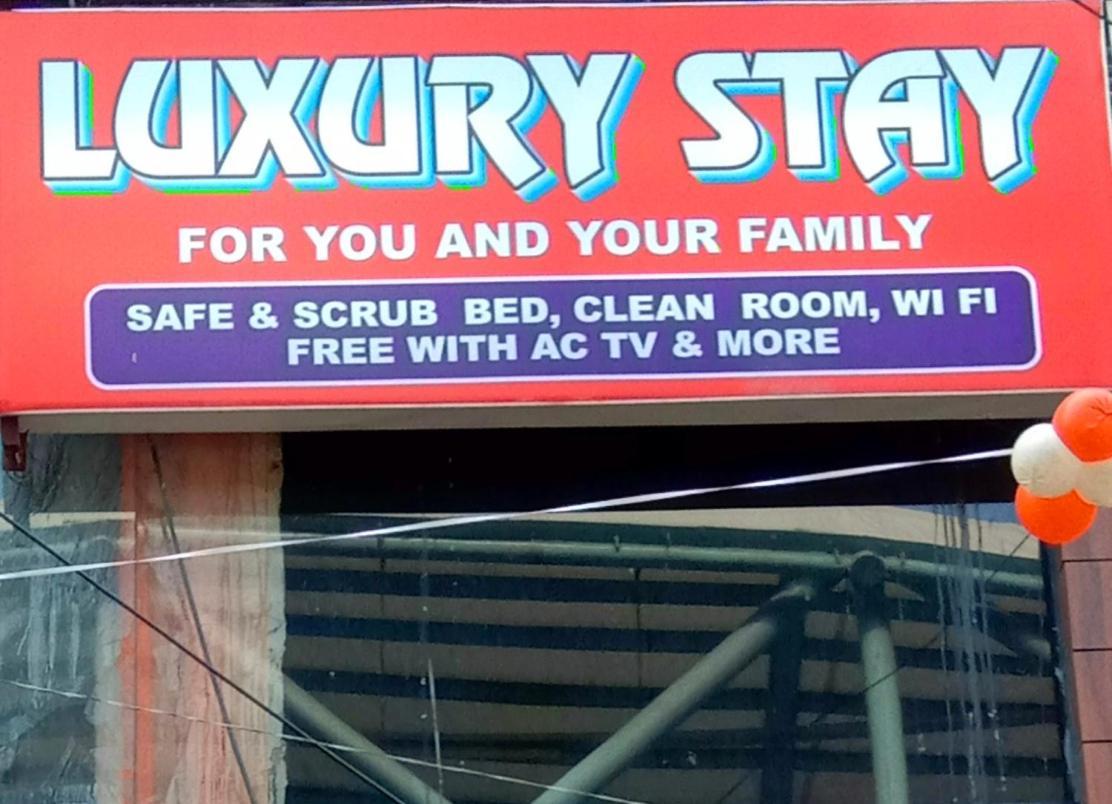 LUXURY STAY
FOR YOU AND YOUR FAMILY
SAFE & SCRUB BED, CLEAN ROOM, WI FI
FREE WITH AC TV & MORE